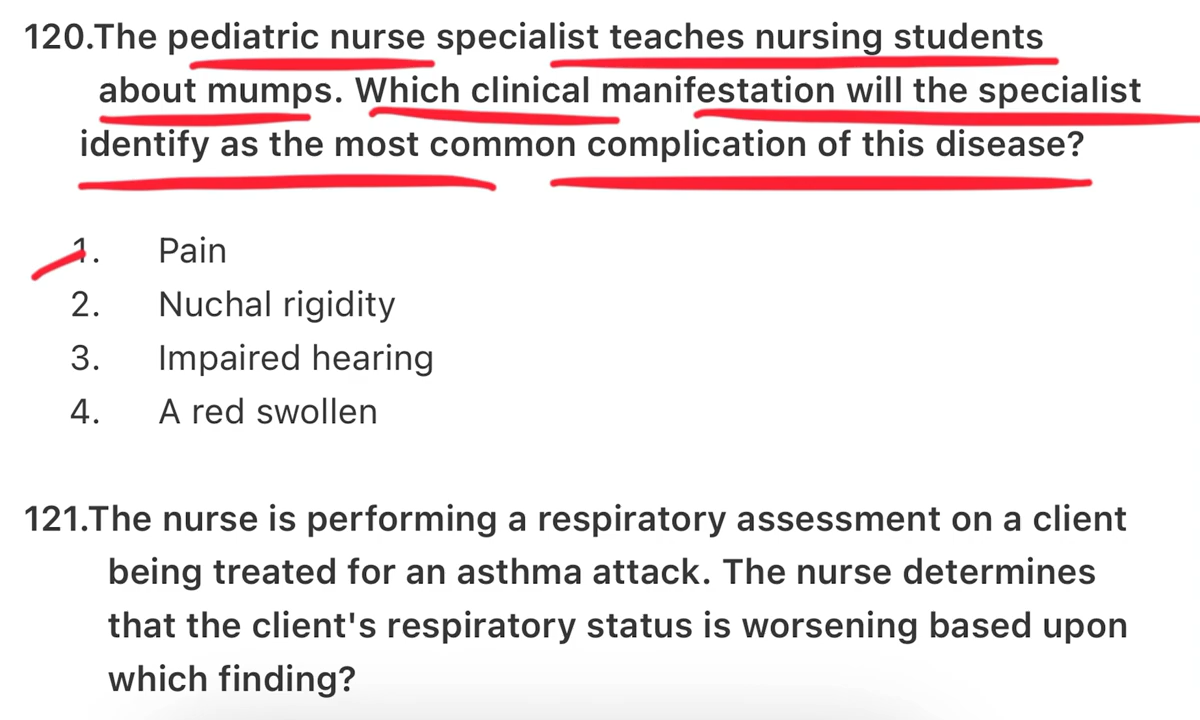 120.The pediatric nurse specialist teaches nursing students
about mumps. Which clinical manifestation will the specialist
identify as the most common complication of this disease?
1. Pain
2. Nuchal rigidity
3. Impaired hearing
4. A red swollen
121.The nurse is performing a respiratory assessment on a client
being treated for an asthma attack. The nurse determines
that the client's respiratory status is worsening based upon
which finding?